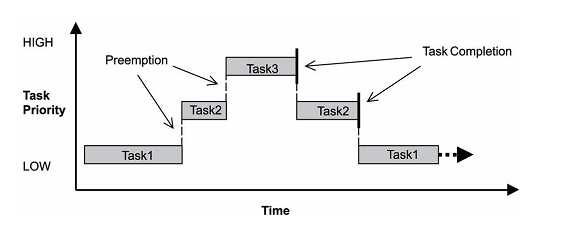 HIGH
Preemption
Task Completion
Task3
Task
Priority
Task2
Task2
Task1
Task1
LOW
Time